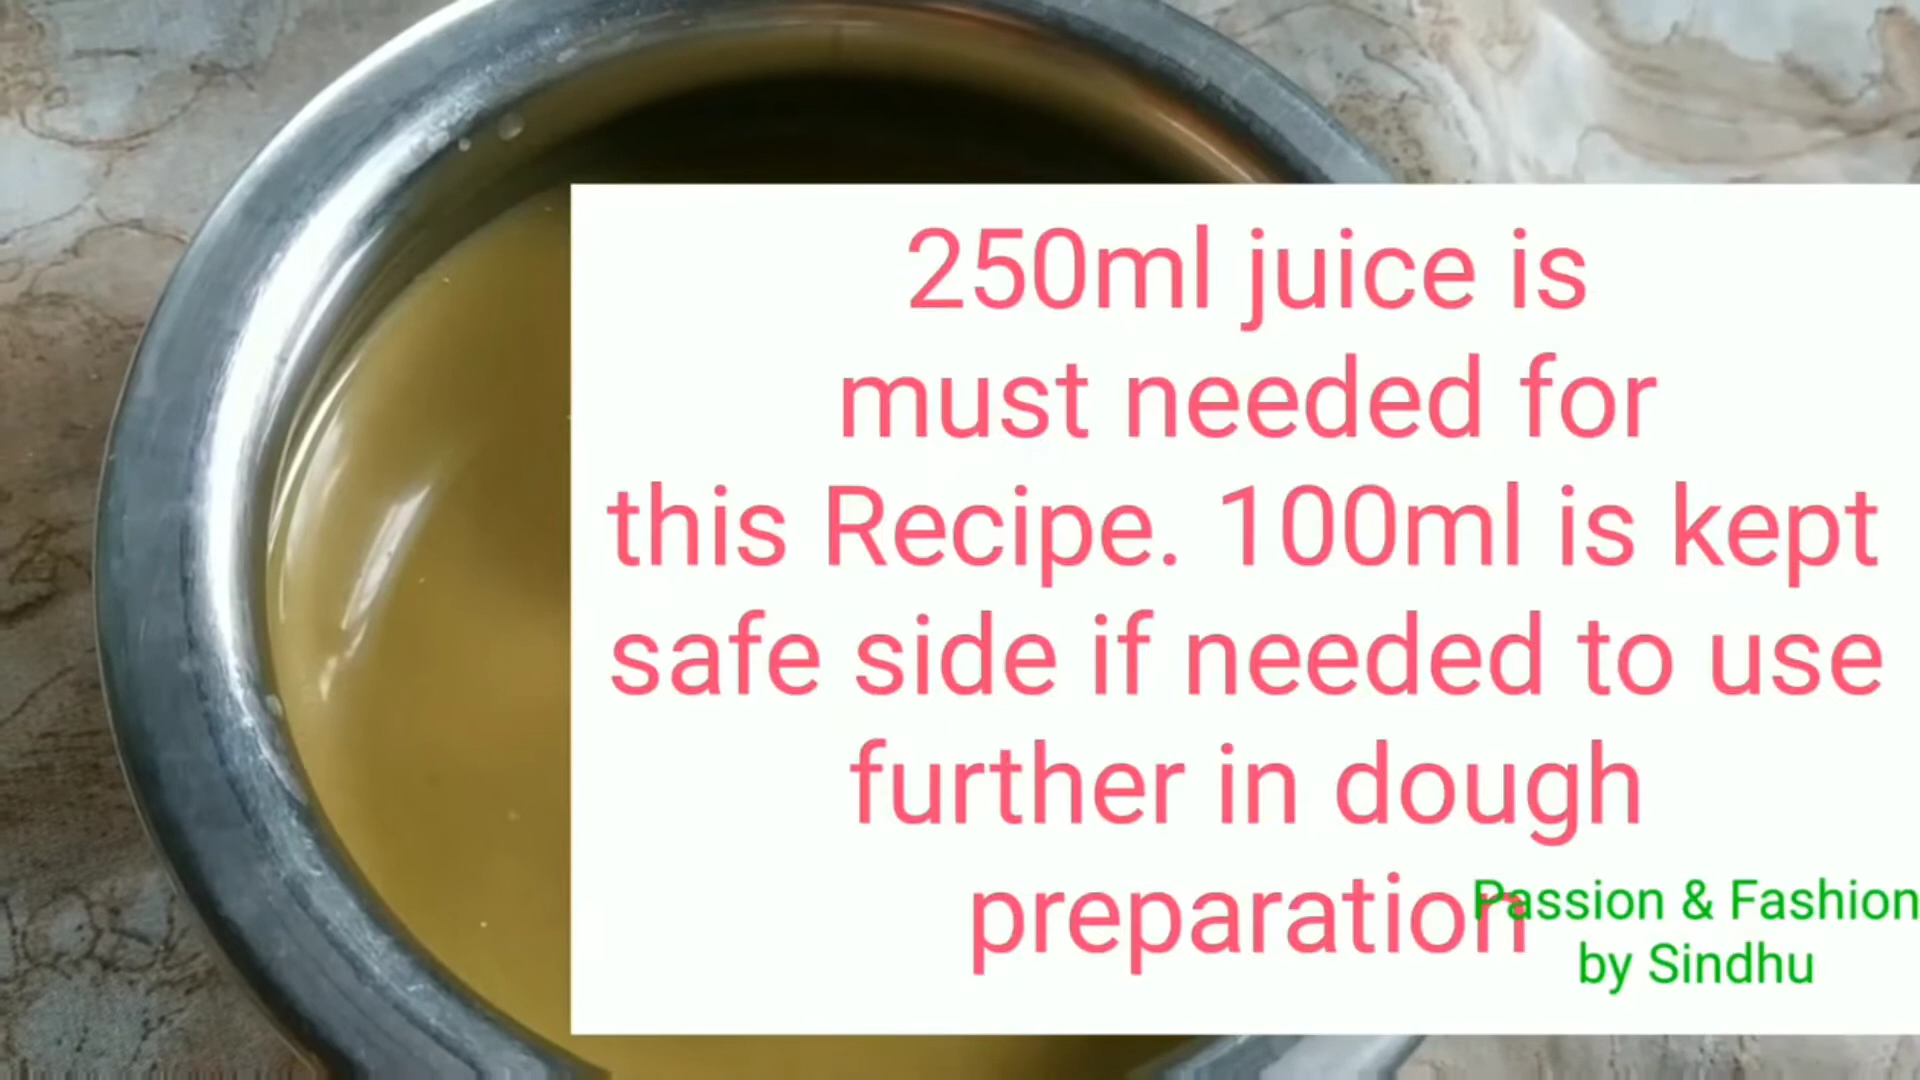 250ml juice is
must needed for
this Recipe. 100ml is kept
safe side if needed to use
further in dough
preparation
Passion & Fashion
by Sindhu